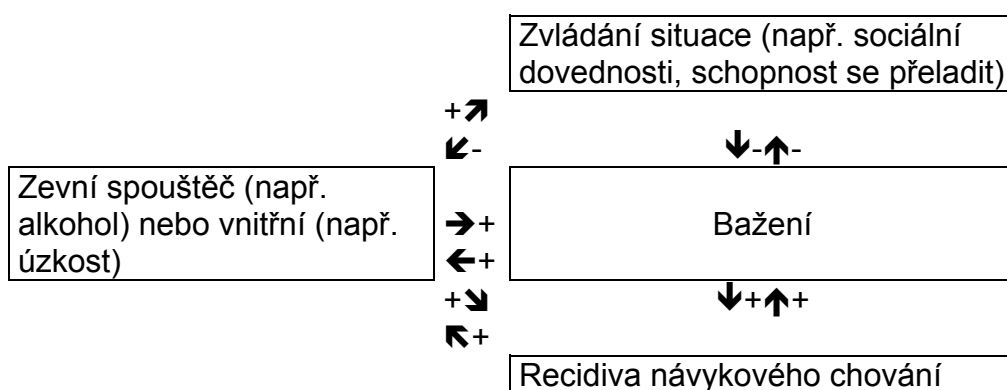 Zvládání situace (např. sociální
dovednosti, schopnost se přeladit)
+↗
↙-
↓-↑-
Zevní spouštěč (např.
alkohol) nebo vnitřní (např.
úzkost)
→+
←+
Bažení
+↘
↖+
↓+↑+
Recidiva návykového chování